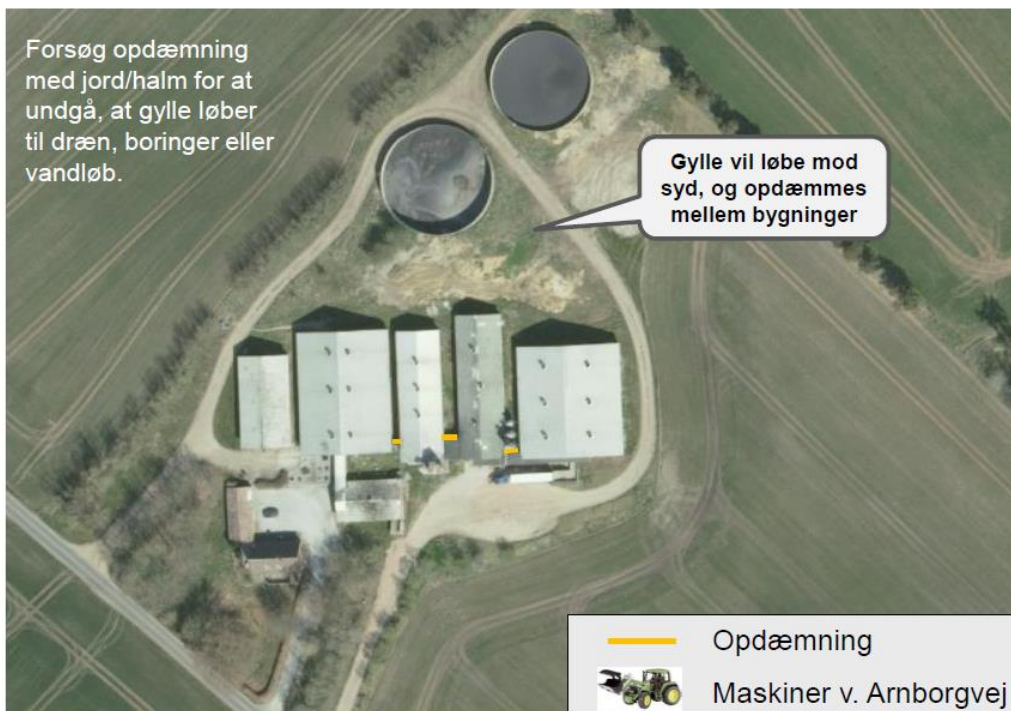 Forsøg opdæmning
med jord/halm for at
undgå, at gylle løber
til dræn, boringer eller
vandløb.
Gylle vil løbe mod
syd, og opdæmmes
mellem bygninger
Opdæmning
Maskiner v. Arnborgvej